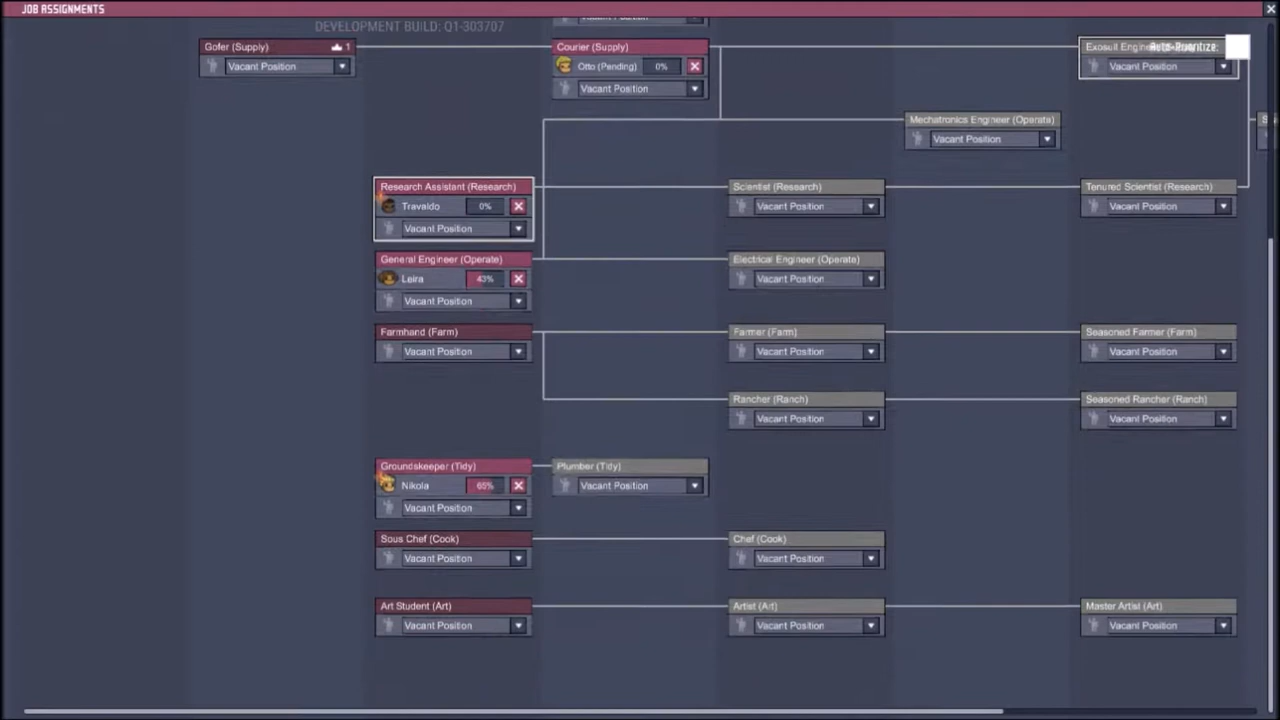 JOB ASSIGNMENTS
DEVELOPMENT BUILD: Q1-303707
Gofer (Supply) 1
Vacant Position
Courier (Supply)
Otto (Pending) 0%
Vacant Position
Auto-Prioritize:
Vacant Position
Mechatronics Engineer (Operate)
Vacant Position
Research Assistant (Research)
Travaldo 0%
Vacant Position
Scientist (Research)
Vacant Position
Tenured Scientist (Research)
Vacant Position
General Engineer (Operate)
Leira 43%
Vacant Position
Electrical Engineer (Operate)
Vacant Position
Farmhand (Farm)
Vacant Position
Farmer (Farm)
Vacant Position
Seasoned Farmer (Farm)
Vacant Position
Rancher (Ranch)
Vacant Position
Seasoned Rancher (Ranch)
Vacant Position
Groundskeeper (Tidy)
Nikola 65%
Vacant Position
Plumber (Tidy)
Vacant Position
Sous Chef (Cook)
Vacant Position
Chef (Cook)
Vacant Position
Art Student (Art)
Vacant Position
Artist (Art)
Vacant Position
Master Artist (Art)
Vacant Position